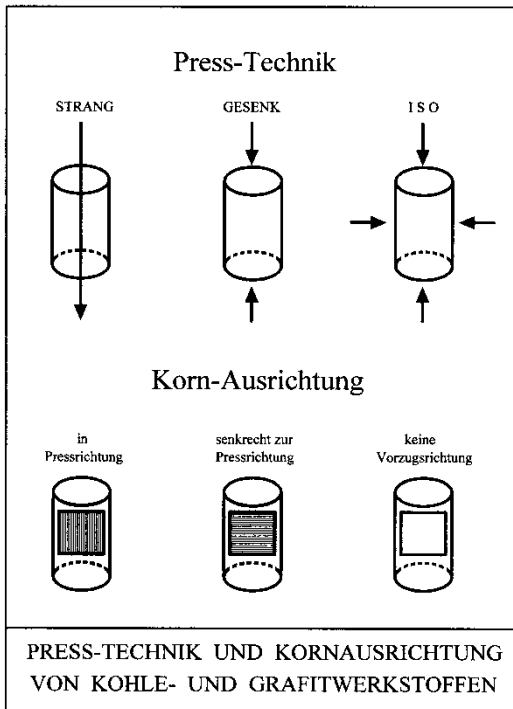 Press-Technik
STRANG GESENK I S O
Korn-Ausrichtung
in senkrecht zur keine
Pressrichtung Pressrichtung Vorzugsrichtung
PRESS-TECHNIK UND KORNAUSRICHTUNG
VON KOHLE- UND GRAFITWERKSTOFFEN